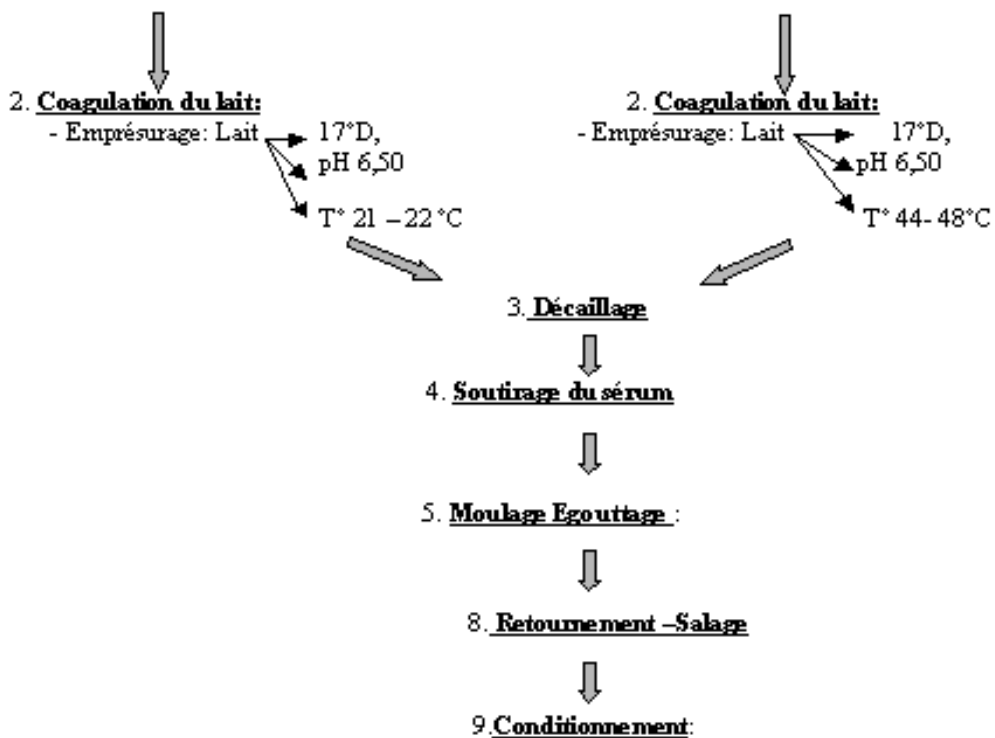 2. Coagulation du lait:
- Emprésurage: Lait
17°D,
pH 6,50
T° 21 – 22 °C
2. Coagulation du lait:
- Emprésurage: Lait
17°D,
pH 6,50
T° 44- 48°C
3. Décaillage
4. Soutirage du sérum
5. Moulage Egouttage :
8. Retournement –Salage
9.Conditionnement: